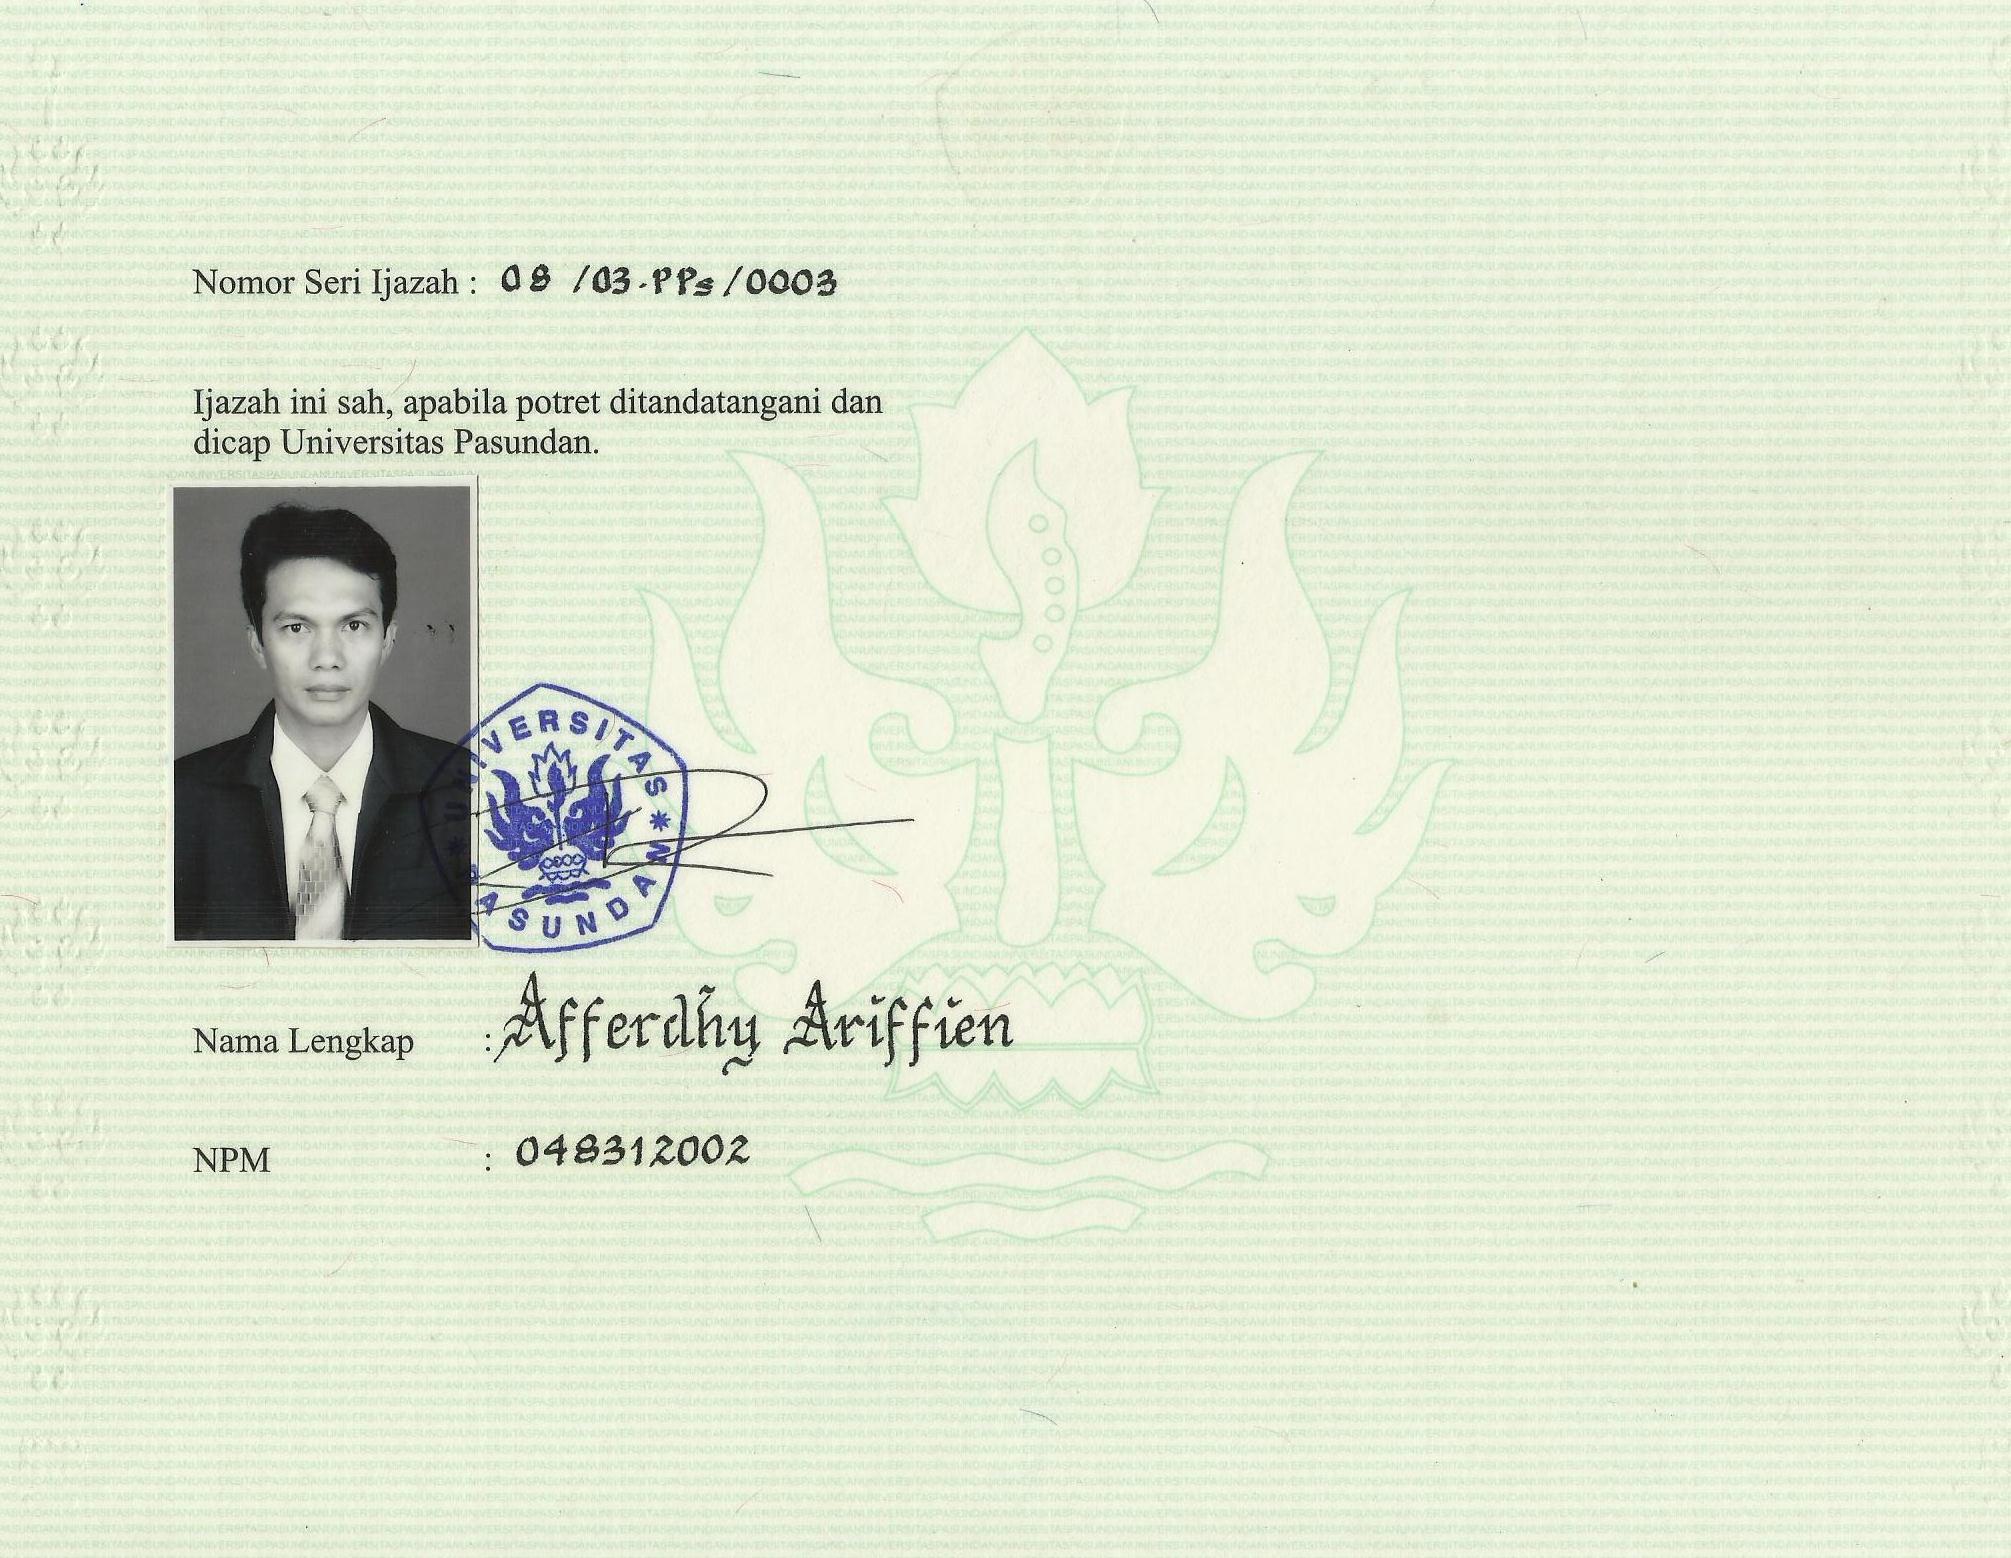 Nomor Seri Ijazah : 08 /03.PPs/0003
Ijazah ini sah, apabila potret ditandatangani dan
dicap Universitas Pasundan.
UNIVERSITAS
PASUNDAN
Nama Lengkap : Afferdhy Ariffien
NPM : 048312002